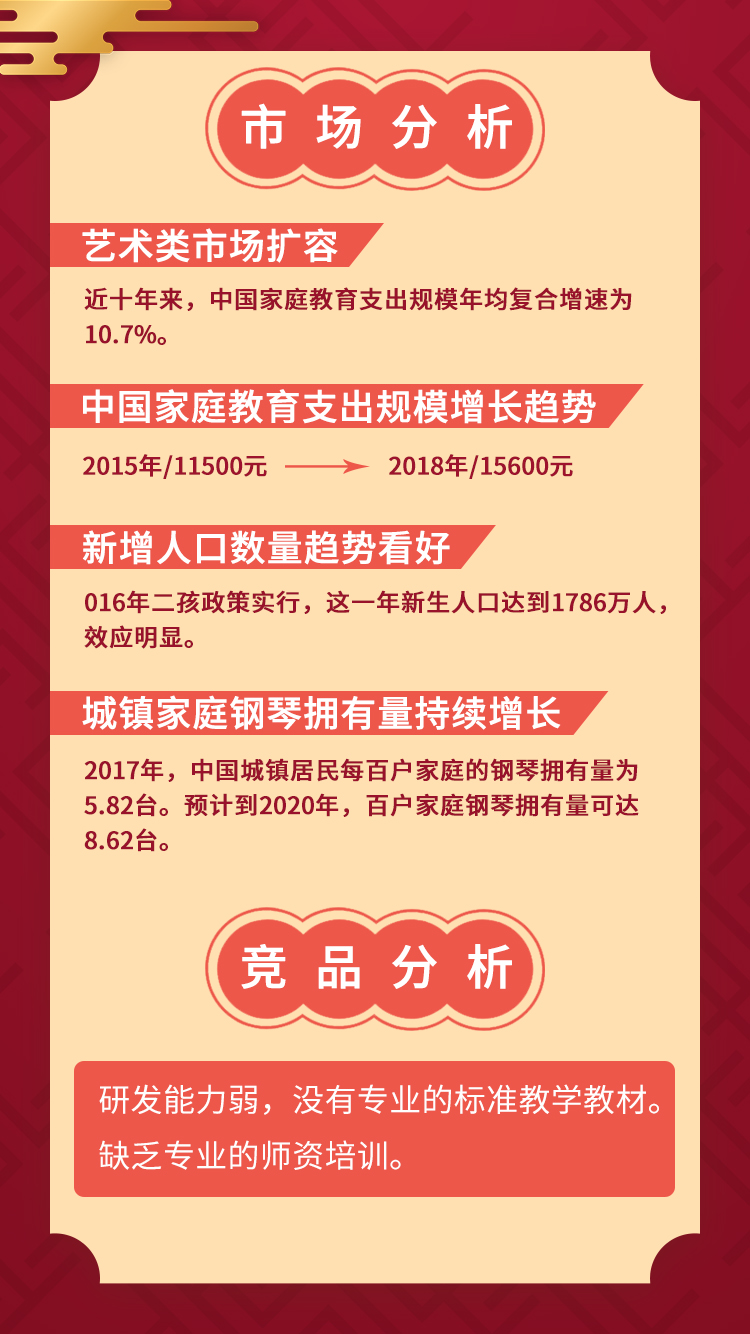 市场分析
艺术类市场扩容
近十年来，中国家庭教育支出规模年均复合增速为
10.7%。
中国家庭教育支出规模增长趋势
2015年/11500元 2018年/15600元
新增人口数量趋势看好
016年二孩政策实行，这一年新生人口达到1786万人，
效应明显。
城镇家庭钢琴拥有量持续增长
2017年，中国城镇居民每百户家庭的钢琴拥有量为
5.82台。预计到2020年，百户家庭钢琴拥有量可达
8.62台。
竞品分析
研发能力弱，没有专业的标准教学教材。
缺乏专业的师资培训。